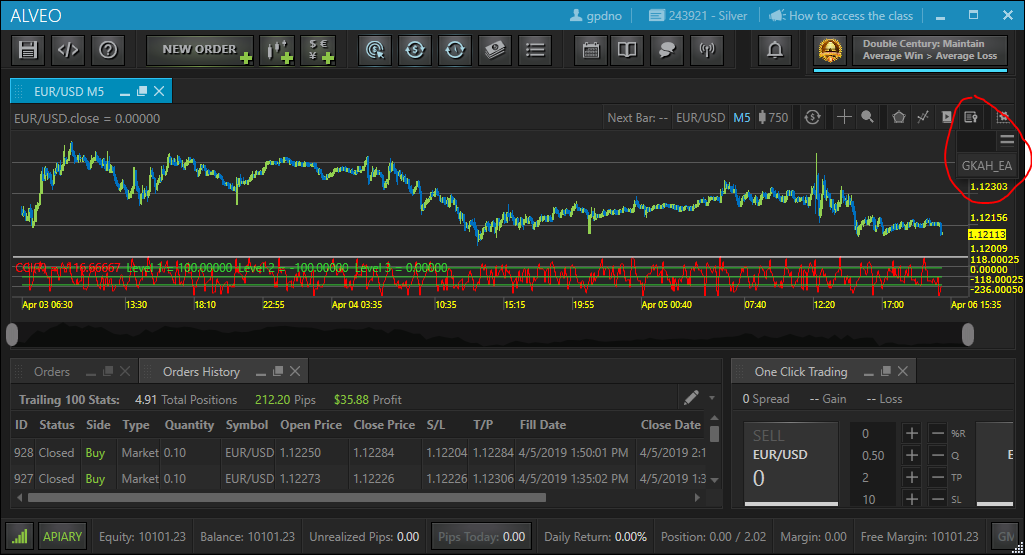 ALVEO gpdno 243921 - Silver How to access the class
NEW ORDER Double Century: Maintain
Average Win > Average Loss
EUR/USD M5
EUR/USD.close = 0.00000 Next Bar: -- EUR/USD M5 750
GKAH_EA
1.12303
1.12156
1.12113
1.12009
118.00025
Level 1 = 100.00000 Level 2 = -100.00000 Level 3 = 0.00000 0.00000
-118.00025
-236.00050
Apr 03 06:30 13:30 18:10 22:55 Apr 04 03:35 10:35 15:15 19:55 Apr 05 00:40 07:40 12:20 17:00 Apr 06 15:35
Orders Orders History One Click Trading
Trailing 100 Stats: 4.91 Total Positions 212.20 Pips $35.88 Profit 0 Spread -- Gain -- Loss
ID Status Side Type Quantity Symbol Open Price Close Price S/L T/P Fill Date Close Date
928 Closed Buy Market 0.10 EUR/USD 1.12250 1.12284 1.12204 1.12284 4/5/2019 1:50:01 PM 4/5/2019 2:1
927 Closed Buy Market 0.10 EUR/USD 1.12273 1.12226 1.12226 1.12306 4/5/2019 1:35:02 PM 4/5/2019 1:3
SELL
EUR/USD
0
0 %R
0.50 Q
2 TP
10 SL
E
APIARY Equity: 10101.23 Balance: 10101.23 Unrealized Pips: 0.00 Pips Today: 0.00 Daily Return: 0.00% Position: 0.00 / 2.02 Margin: 0.00 Free Margin: 10101.23 GM